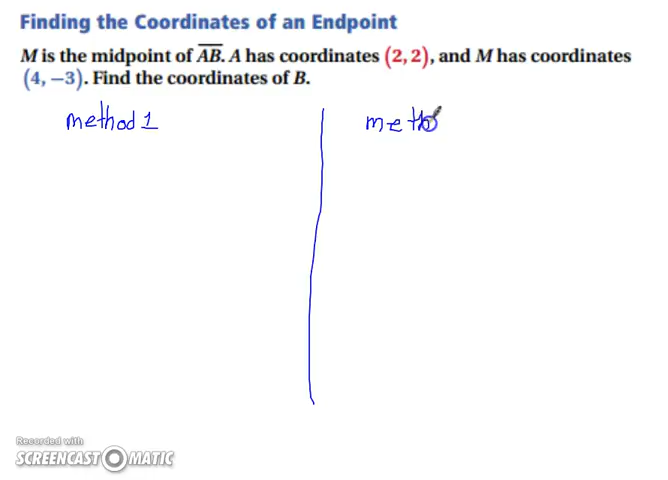 Finding the Coordinates of an Endpoint
M is the midpoint of AB. A has coordinates (2, 2), and M has coordinates
(4, −3). Find the coordinates of B.
method 1
metho
Recorded with
SCREENCAST MATIC